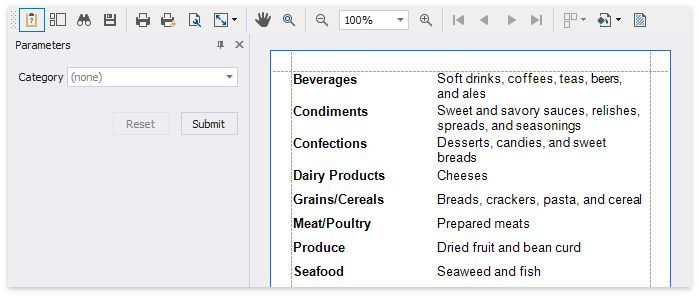 100%
Parameters
Category (none)
Reset Submit
Beverages Soft drinks, coffees, teas, beers,
and ales
Condiments Sweet and savory sauces, relishes,
spreads, and seasonings
Confections Desserts, candies, and sweet
breads
Dairy Products Cheeses
Grains/Cereals Breads, crackers, pasta, and cereal
Meat/Poultry Prepared meats
Produce Dried fruit and bean curd
Seafood Seaweed and fish